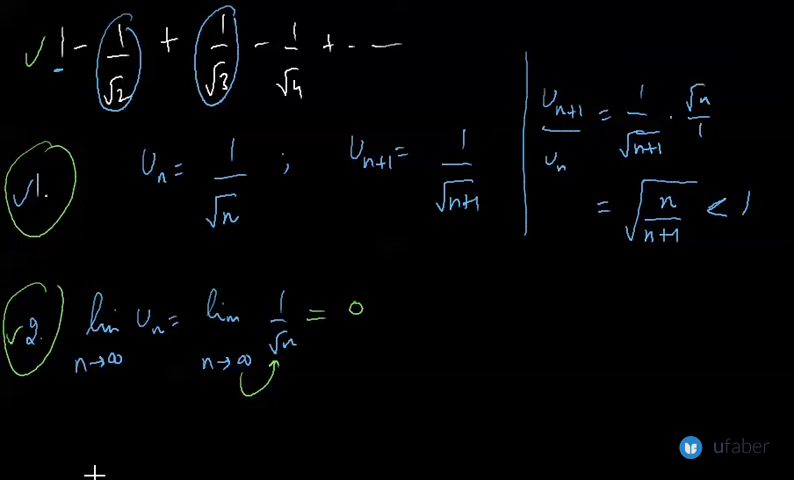 ✓ 1 - 1/√2 + 1/√3 - 1/√4 + - - —
✓1. Uₙ = 1/√n ; Uₙ₊₁ = 1/√n+1
Uₙ₊₁/Uₙ = 1/√n+1 · √n/1
= √(n/n+1) < 1
✓2. lim n→∞ Uₙ = lim n→∞ 1/√n = 0
ufaber